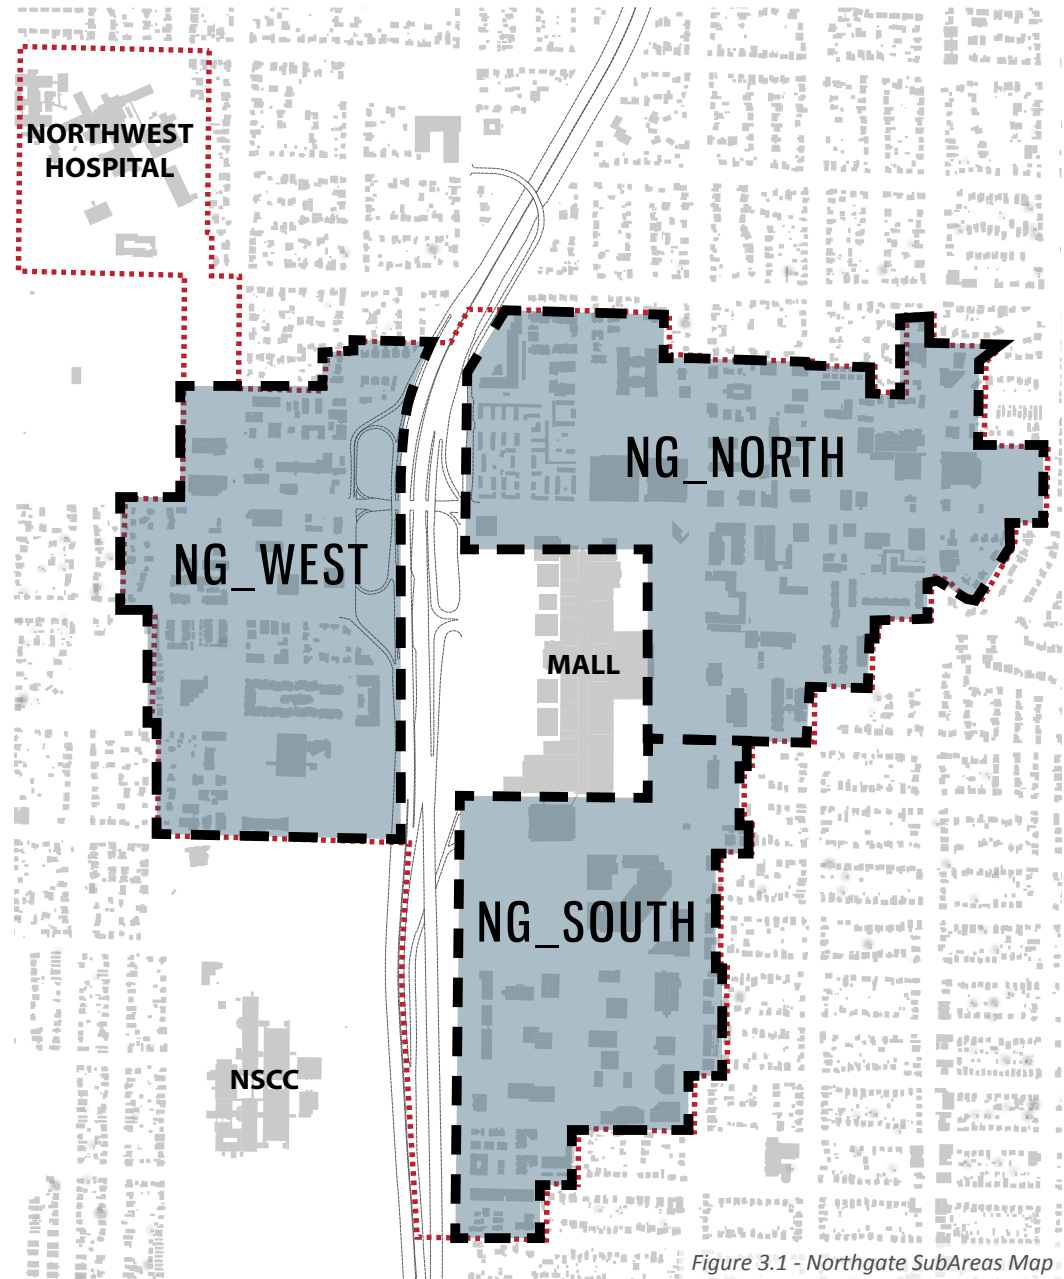 NORTHWEST
HOSPITAL
NG_NORTH
NG_WEST
MALL
NG_SOUTH
NSCC
Figure 3.1 - Northgate SubAreas Map